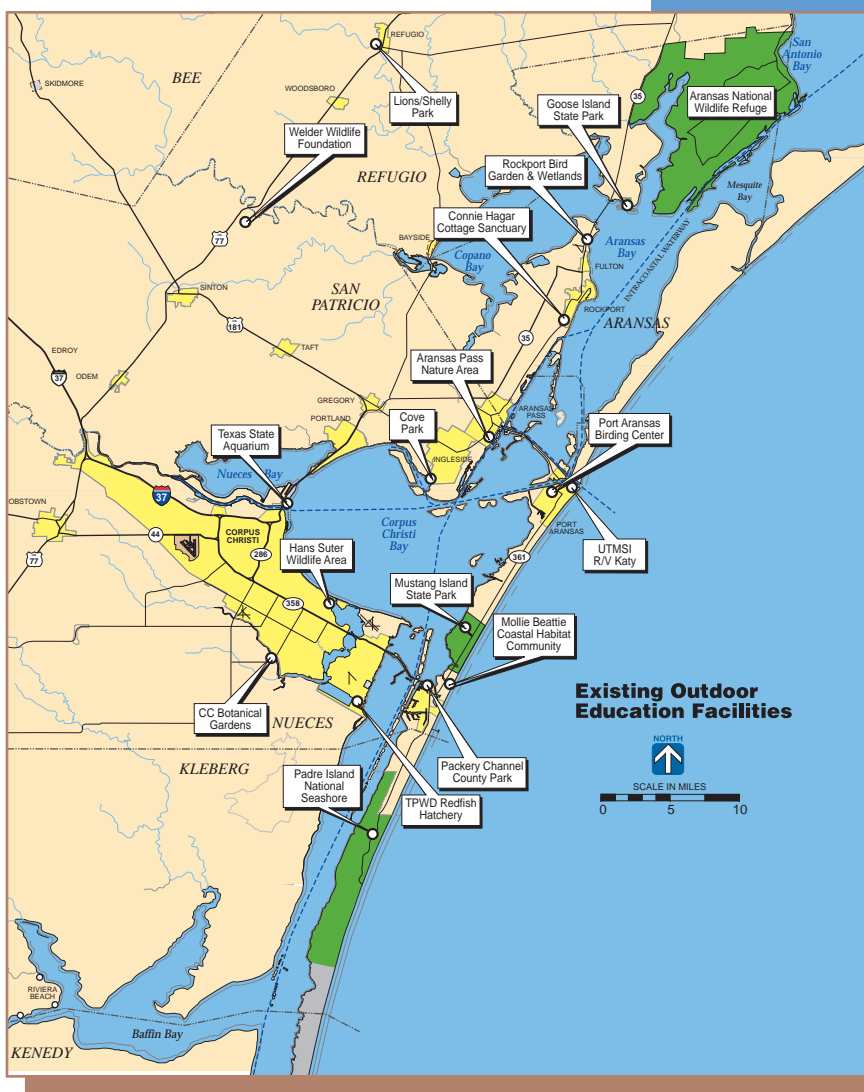 REFUGIO
San
Antonio
Bay
BEE
SKIDMORE
WOODSBORO
Lions/Shelly
Park
Goose Island
State Park
35
Aransas National
Wildlife Refuge
Welder Wildlife
Foundation
Rockport Bird
Garden & Wetlands
REFUGIO
Mesquite
Bay
Connie Hagar
Cottage Sanctuary
US
77
BAYSIDE
Copano
Bay
Aransas
Bay
INTRACOASTAL WATERWAY
FULTON
SINTON
SAN
PATRICIO
ROCKPORT
ARANSAS
US
181
35
TAFT
EDROY
37
ODEM
Aransas Pass
Nature Area
GREGORY
PORTLAND
Cove
Park
ARANSAS
PASS
Port Aransas
Birding Center
Texas State
Aquarium
Nueces Bay
INGLESIDE
37
OBSTOWN
44
CORPUS
CHRISTI
286
Corpus
Christi
Bay
PORT
ARANSAS
US
77
Hans Suter
Wildlife Area
361
UTMSI
R/V Katy
Mustang Island
State Park
358
Mollie Beattie
Coastal Habitat
Community
CC Botanical
Gardens
NUECES
Existing Outdoor
Education Facilities
NORTH
KLEBERG
Packery Channel
County Park
Padre Island
National
Seashore
SCALE IN MILES
0 5 10
TPWD Redfish
Hatchery
RIVIERA
BEACH
Baffin Bay
KENEDY